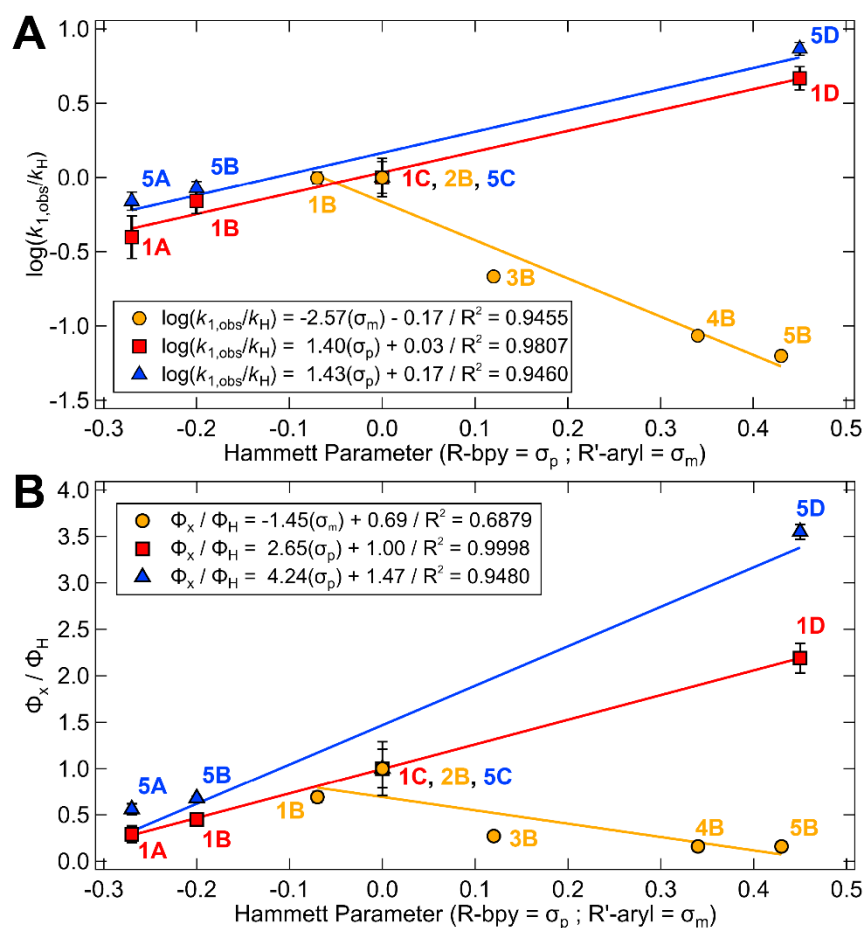 A
1.0
0.5
0.0
-0.5
-1.0
-1.5
log(k1,obs/kH)
5D
1D
5A
5B
1C, 2B, 5C
1B
1B
1A
3B
4B
5B
log(k1,obs/kH) = -2.57(σm) - 0.17 / R² = 0.9455
log(k1,obs/kH) = 1.40(σp) + 0.03 / R² = 0.9807
log(k1,obs/kH) = 1.43(σp) + 0.17 / R² = 0.9460
-0.3 -0.2 -0.1 0.0 0.1 0.2 0.3 0.4 0.5
Hammett Parameter (R-bpy = σp ; R'-aryl = σm)
B
4.0
3.5
3.0
2.5
2.0
1.5
1.0
0.5
0.0
Φx / ΦH
Φx / ΦH = -1.45(σm) + 0.69 / R² = 0.6879
Φx / ΦH = 2.65(σp) + 1.00 / R² = 0.9998
Φx / ΦH = 4.24(σp) + 1.47 / R² = 0.9480
5D
1D
5A
5B
1C, 2B, 5C
1B
1A
1B
3B
4B
5B
-0.3 -0.2 -0.1 0.0 0.1 0.2 0.3 0.4 0.5
Hammett Parameter (R-bpy = σp ; R'-aryl = σm)